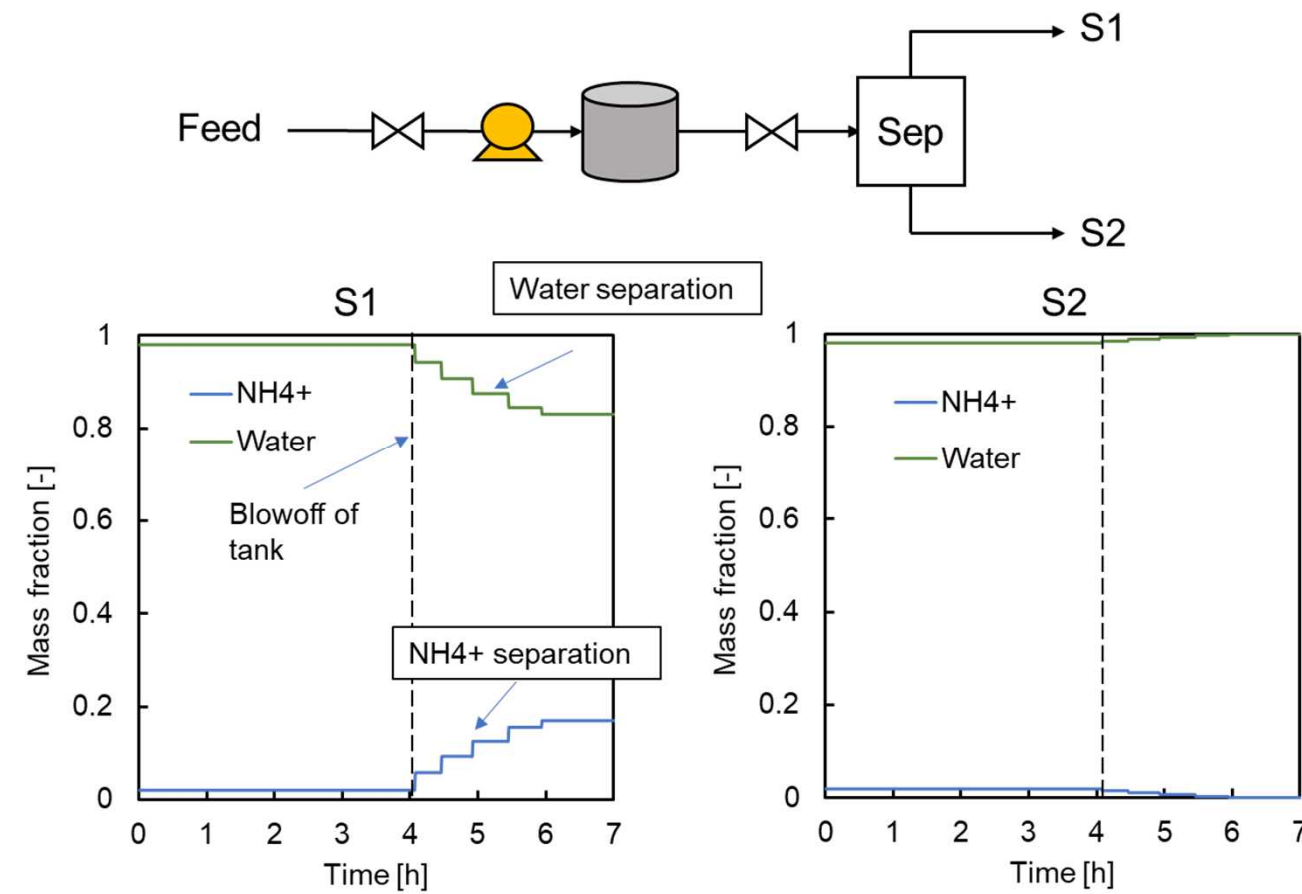 Feed
Sep
S1
S2
S1
Water separation
NH4+
Water
Blowoff of
tank
NH4+ separation
Mass fraction [-]
1
0.8
0.6
0.4
0.2
0
0 1 2 3 4 5 6 7
Time [h]
S2
NH4+
Water
Mass fraction [-]
1
0.8
0.6
0.4
0.2
0
0 1 2 3 4 5 6 7
Time [h]